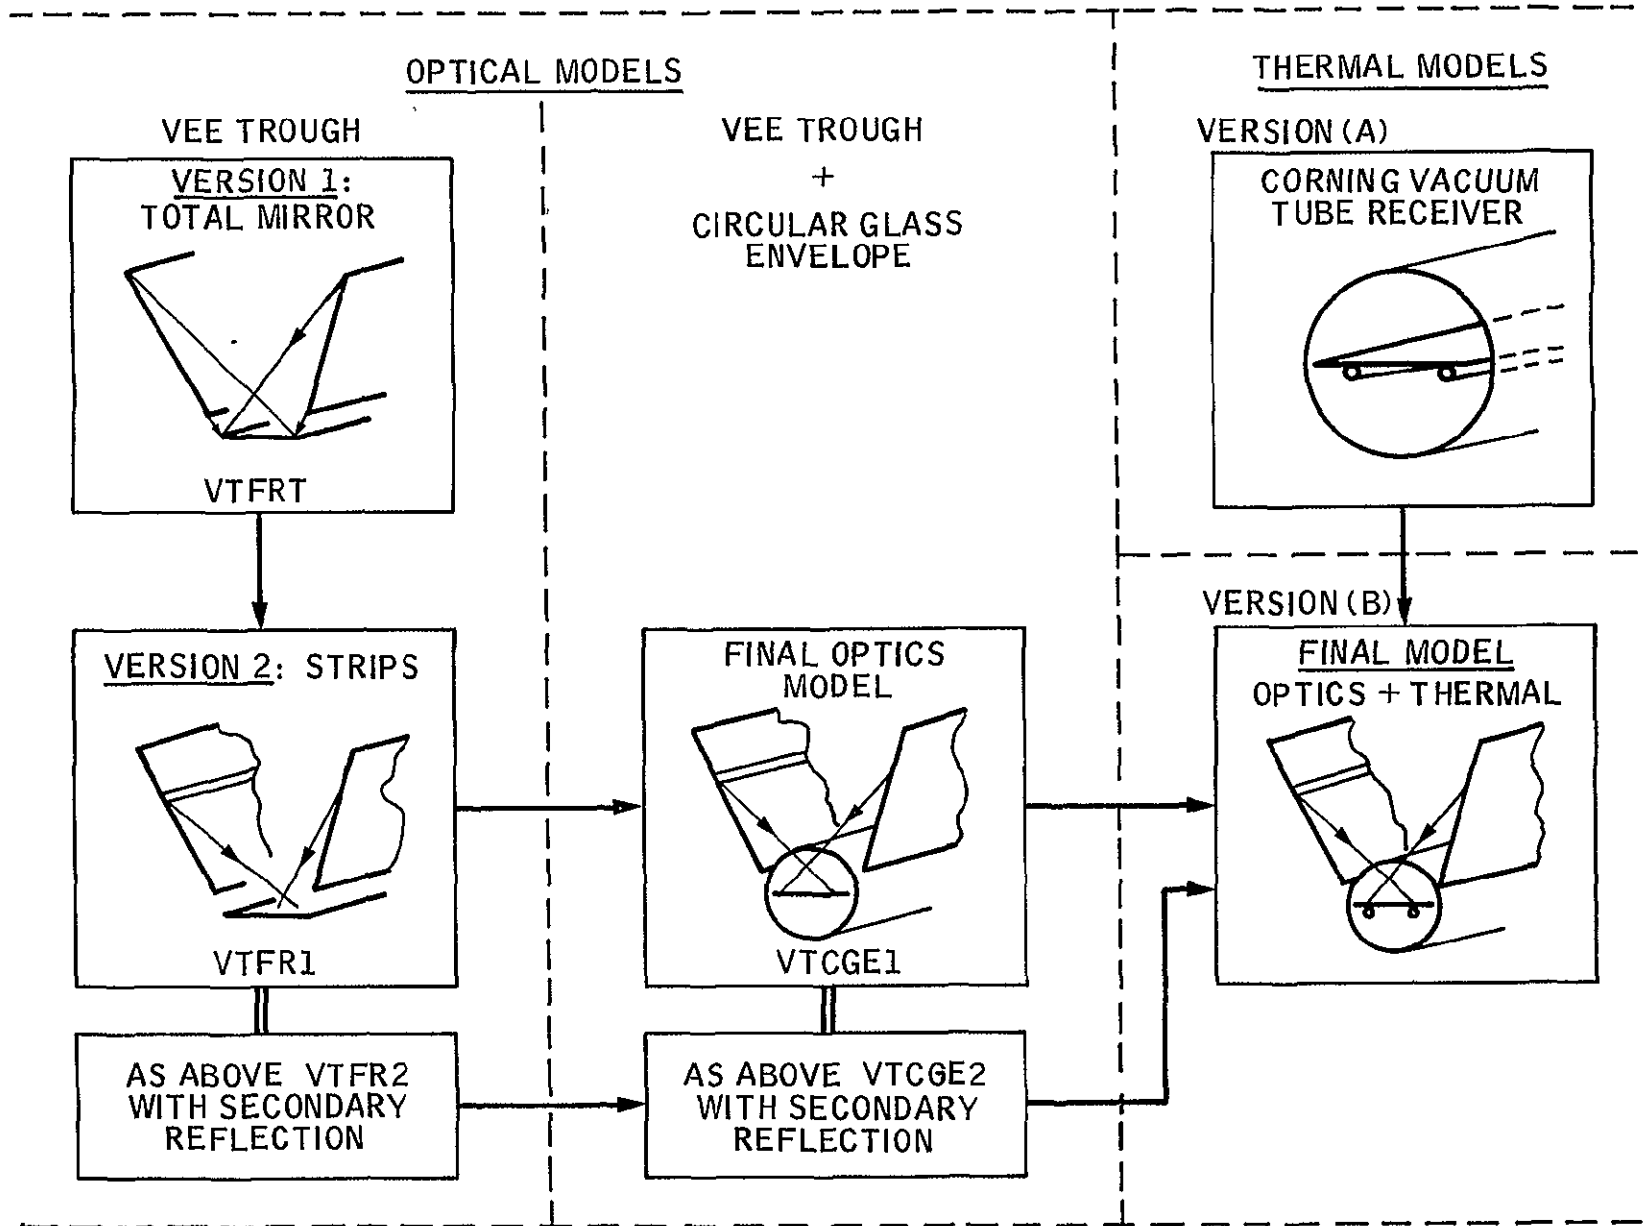 OPTICAL MODELS
THERMAL MODELS
VEE TROUGH
VERSION 1:
TOTAL MIRROR
VTFRT
VEE TROUGH
+
CIRCULAR GLASS
ENVELOPE
VERSION (A)
CORNING VACUUM
TUBE RECEIVER
VERSION 2: STRIPS
VTFR1
FINAL OPTICS
MODEL
VTCGE1
VERSION (B)
FINAL MODEL
OPTICS + THERMAL
AS ABOVE VTFR2
WITH SECONDARY
REFLECTION
AS ABOVE VTCGE2
WITH SECONDARY
REFLECTION